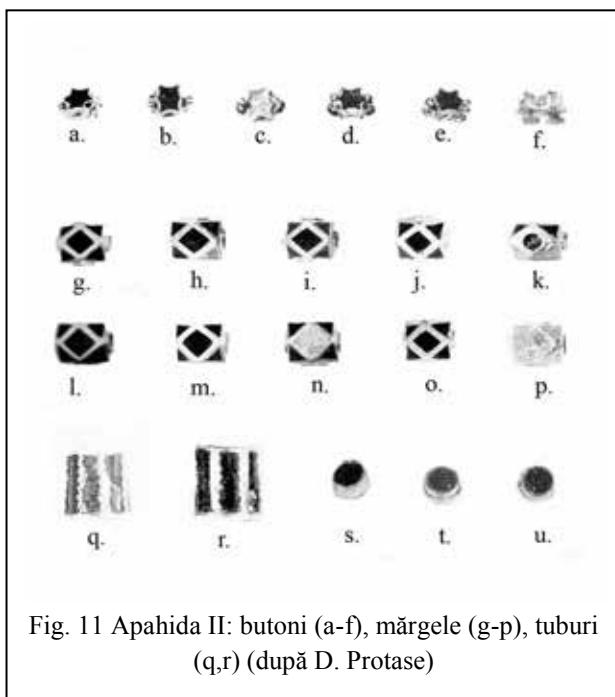 a. b. c. d. e. f.
g. h. i. j. k.
l. m. n. o. p.
q. r. s. t. u.
Fig. 11 Apahida II: butoni (a-f), mărgele (g-p), tuburi
(q,r) (după D. Protase)